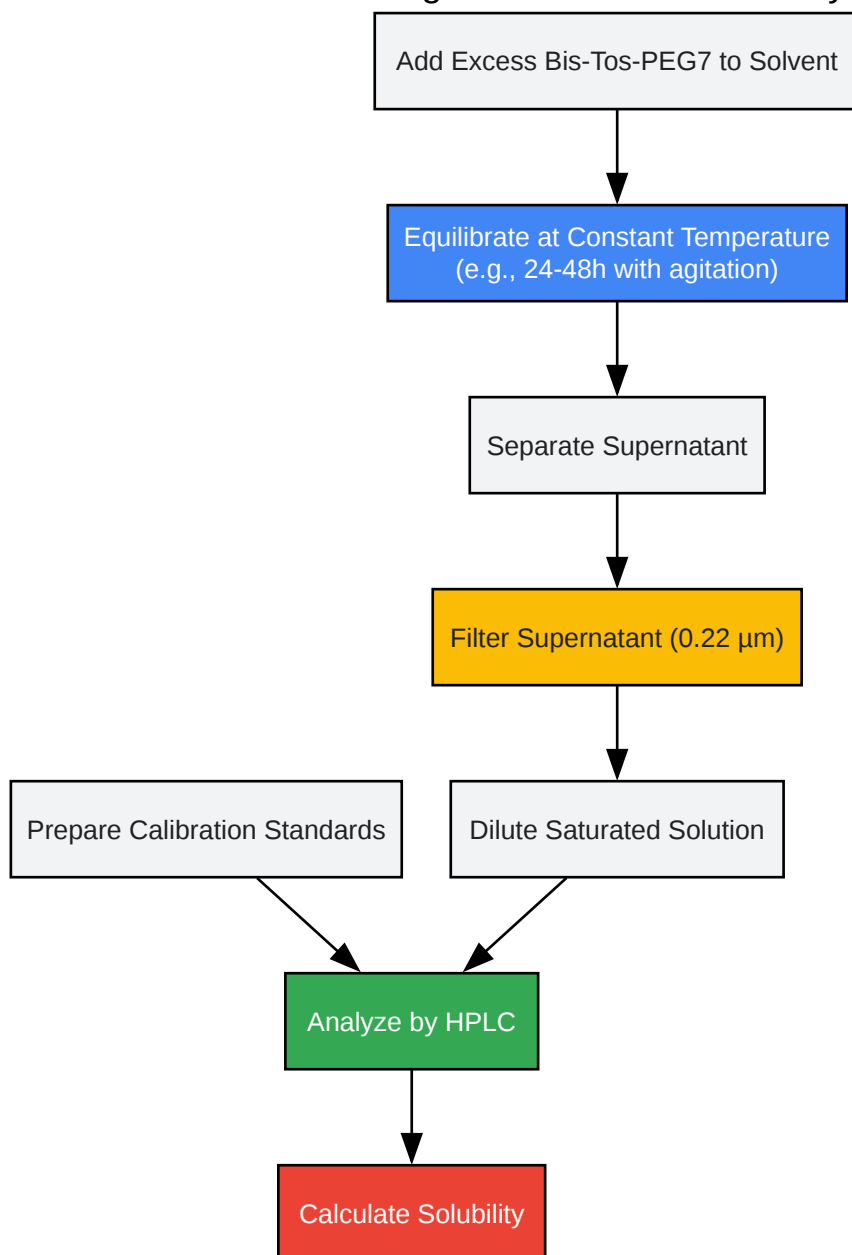 Add Excess Bis-Tos-PEG7 to Solvent
Equilibrate at Constant Temperature
(e.g., 24-48h with agitation)
Separate Supernatant
Filter Supernatant (0.22 µm)
Prepare Calibration Standards
Dilute Saturated Solution
Analyze by HPLC
Calculate Solubility